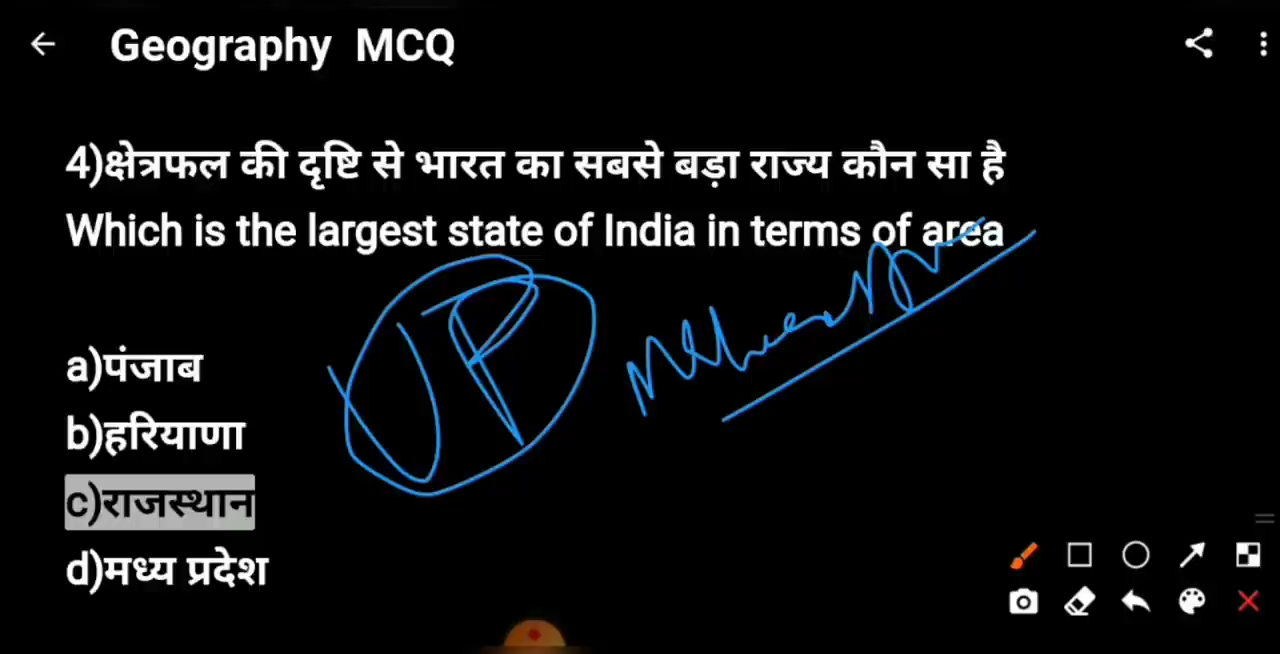 Geography MCQ
4)क्षेत्रफल की दृष्टि से भारत का सबसे बड़ा राज्य कौन सा है
Which is the largest state of India in terms of area
UP
a)पंजाब
b)हरियाणा
c)राजस्थान
d)मध्य प्रदेश